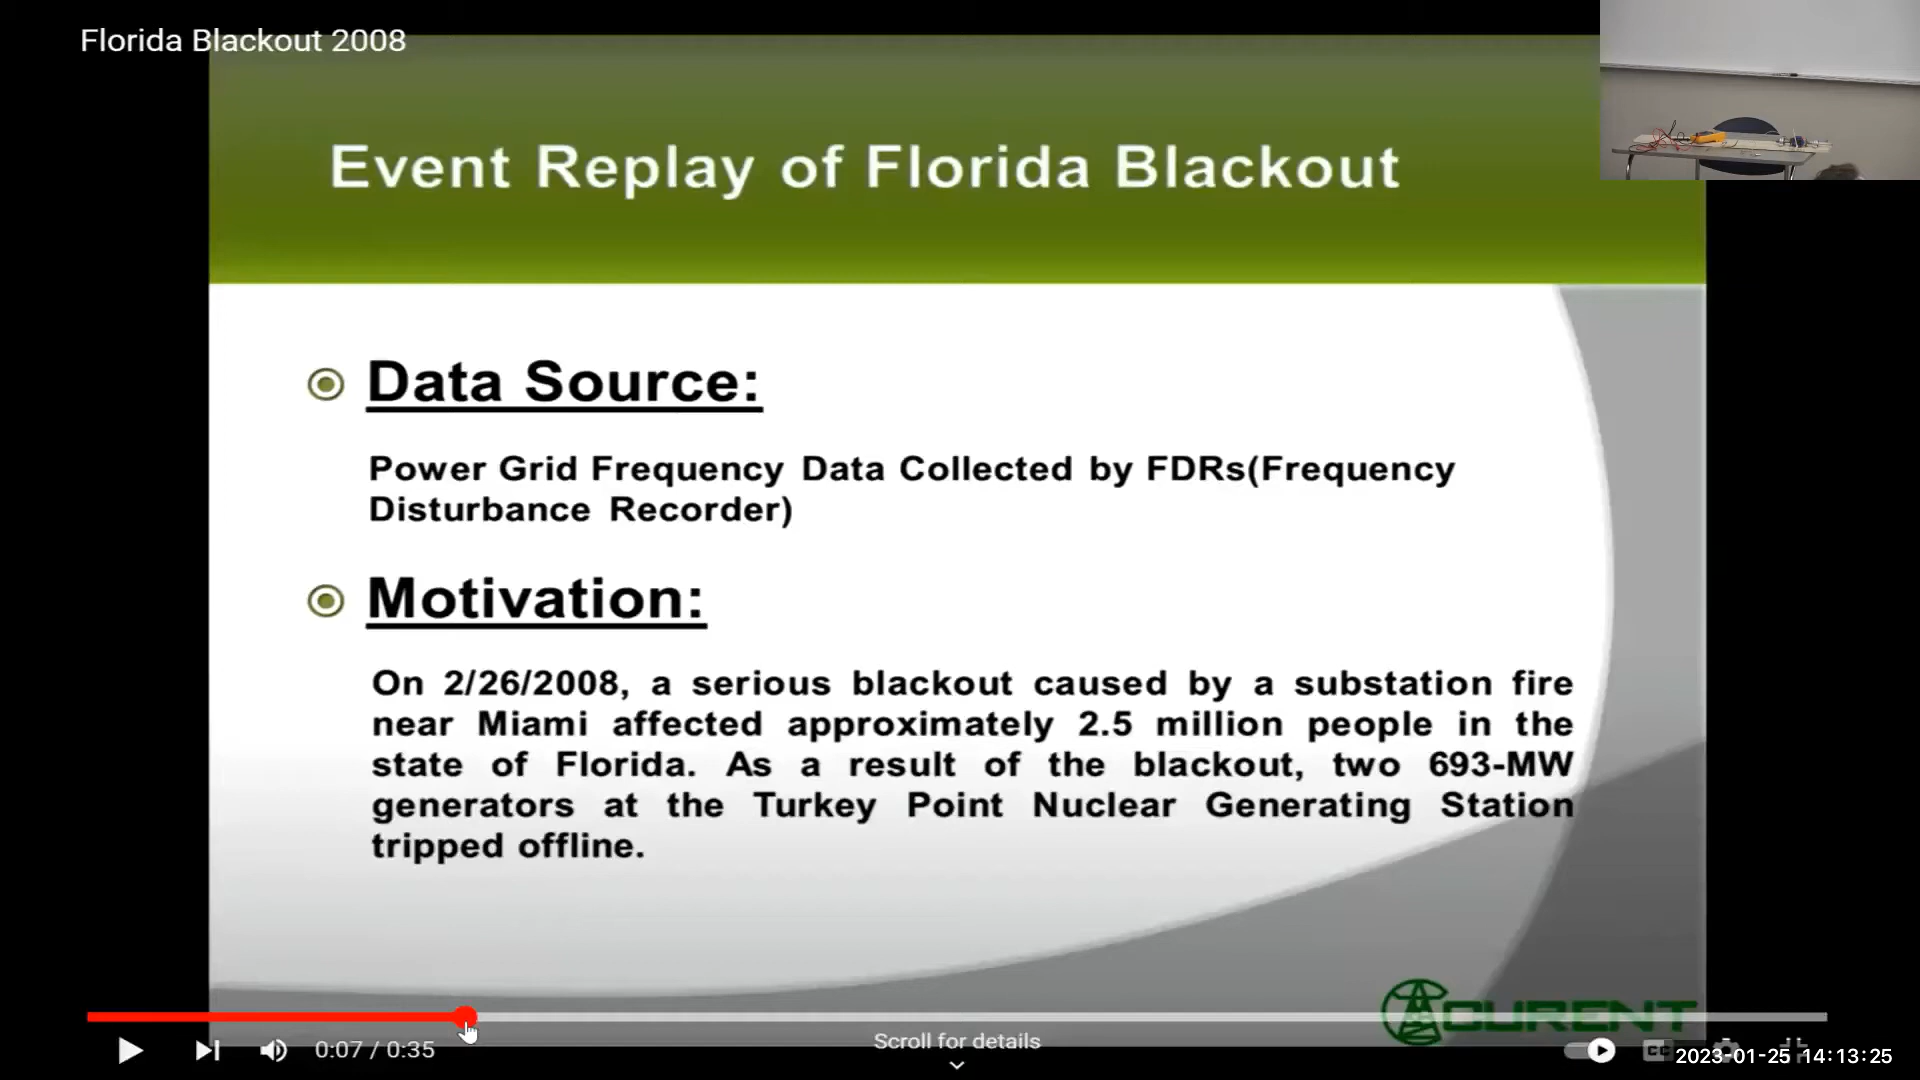 Florida Blackout 2008
Event Replay of Florida Blackout
Data Source:
Power Grid Frequency Data Collected by FDRs(Frequency
Disturbance Recorder)
Motivation:
On 2/26/2008, a serious blackout caused by a substation fire
near Miami affected approximately 2.5 million people in the
state of Florida. As a result of the blackout, two 693-MW
generators at the Turkey Point Nuclear Generating Station
tripped offline.
CURENT
0:07 / 0:35
Scroll for details
CC
2023-01-25 14:13:25